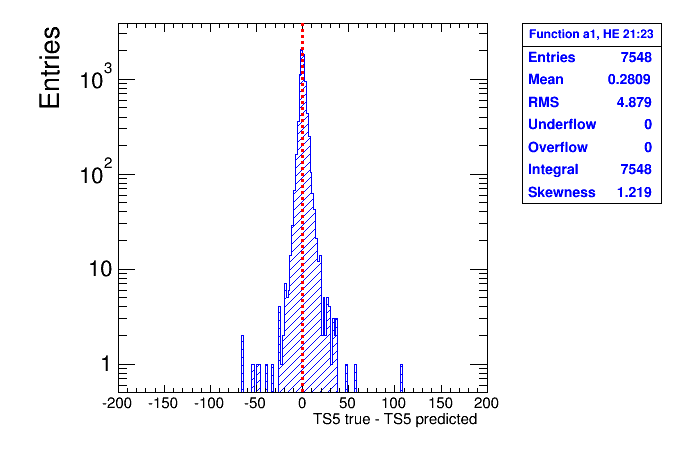 Entries
10³
10²
10
1
-200 -150 -100 -50 0 50 100 150 200
TS5 true - TS5 predicted
Function a1, HE 21:23
Entries 7548
Mean 0.2809
RMS 4.879
Underflow 0
Overflow 0
Integral 7548
Skewness 1.219